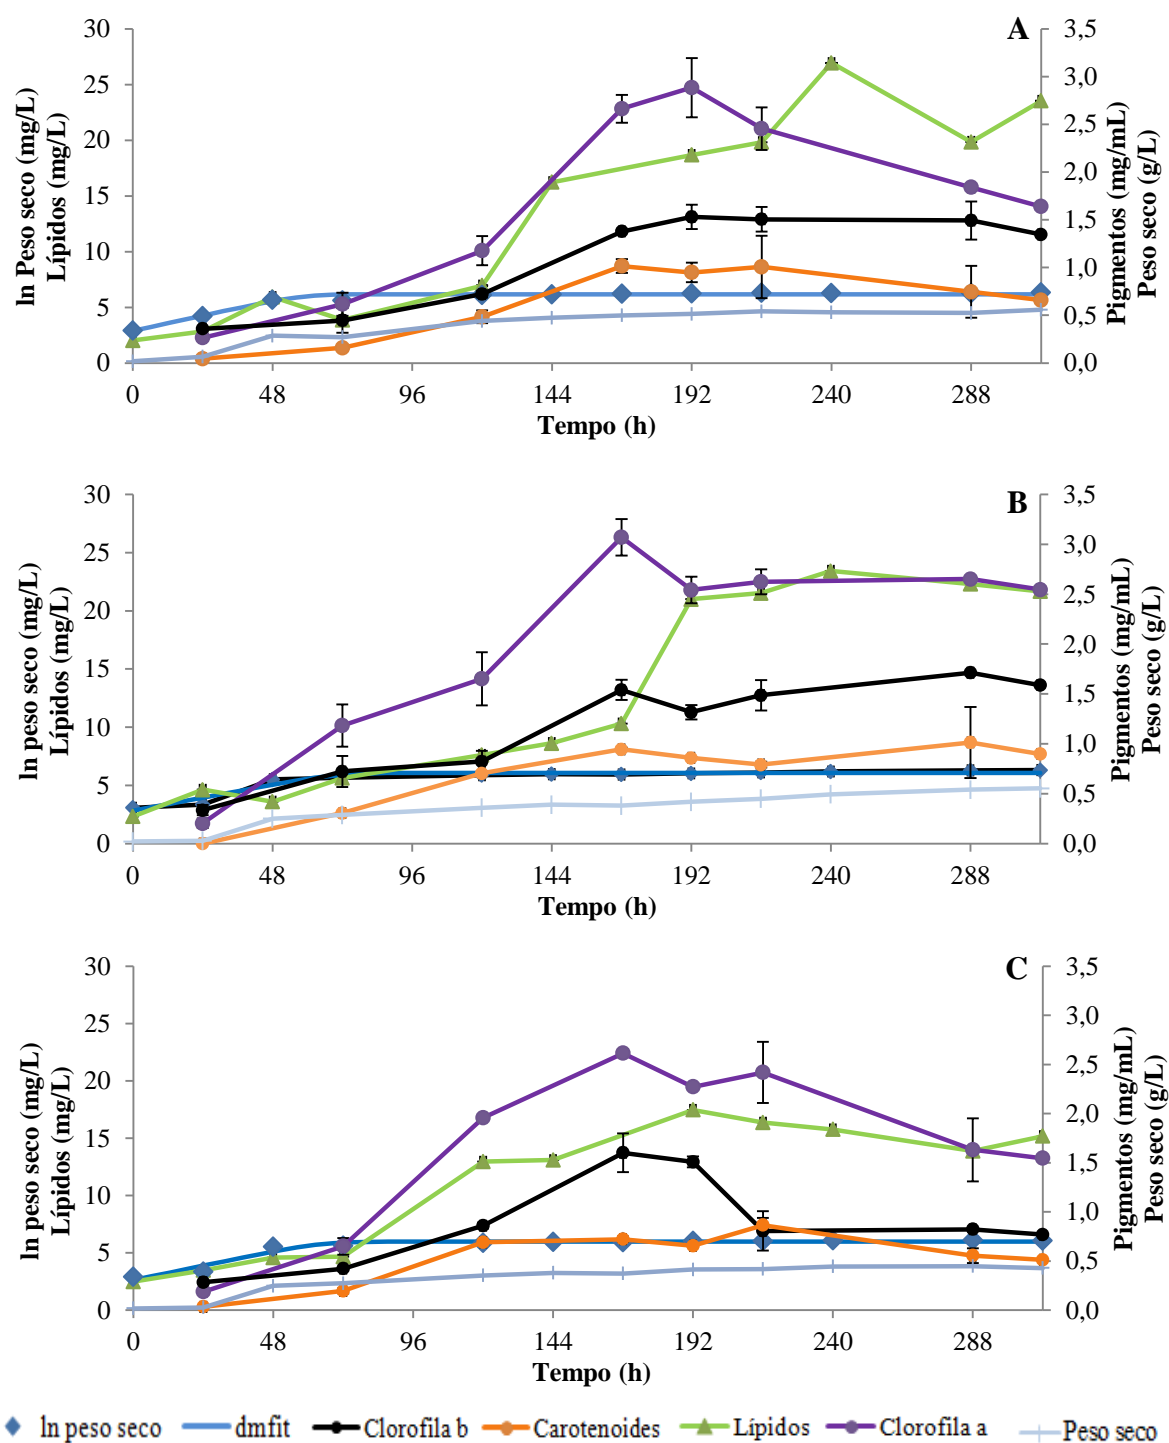 A
ln Peso seco (mg/L)
Lípidos (mg/L)
30
25
20
15
10
5
0
3,5
3,0
2,5
2,0
1,5
1,0
0,5
0,0
Pigmentos (mg/mL)
Peso seco (g/L)
0 48 96 144 192 240 288
Tempo (h)
B
ln peso seco (mg/L)
Lípidos (mg/L)
30
25
20
15
10
5
0
3,5
3,0
2,5
2,0
1,5
1,0
0,5
0,0
Pigmentos (mg/mL)
Peso seco (g/L)
0 48 96 144 192 240 288
Tempo (h)
C
ln peso seco (mg/L)
Lípidos (mg/L)
30
25
20
15
10
5
0
3,5
3,0
2,5
2,0
1,5
1,0
0,5
0,0
Pigmentos (mg/mL)
Peso seco (g/L)
0 48 96 144 192 240 288
Tempo (h)
ln peso seco dmfit Clorofila b Carotenoides Lípidos Clorofila a Peso seco